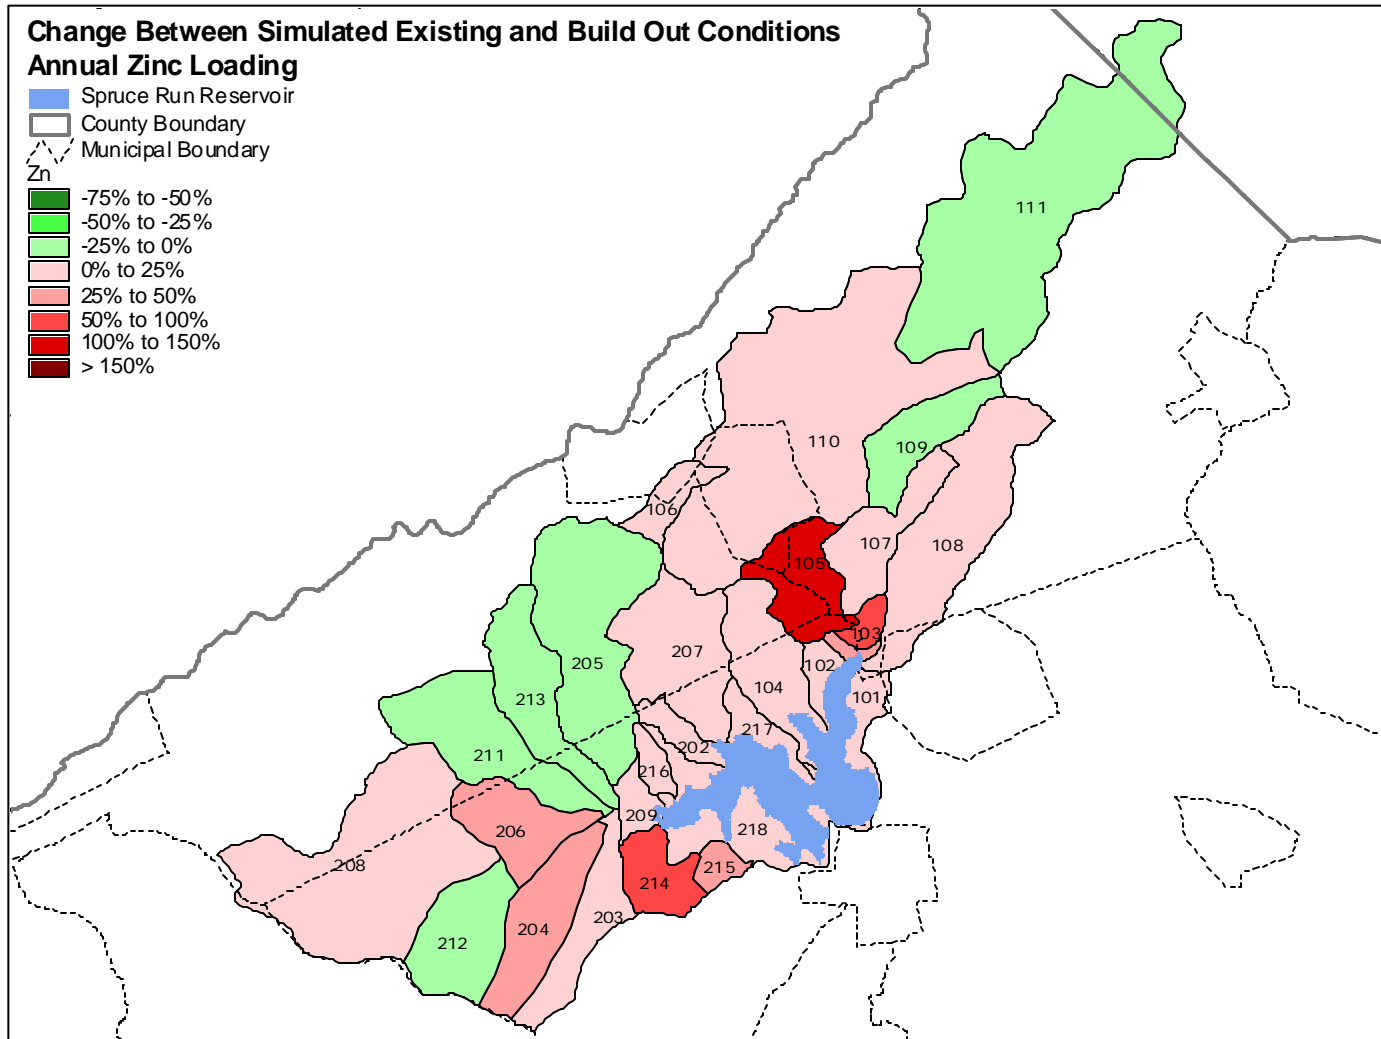 Change Between Simulated Existing and Build Out Conditions
Annual Zinc Loading
Spruce Run Reservoir
County Boundary
Municipal Boundary
Zn
-75% to -50%
-50% to -25%
-25% to 0%
0% to 25%
25% to 50%
50% to 100%
100% to 150%
> 150%
111
110
109
106
107
108
105
103
207
205
102
104
101
213
217
202
211
216
209
206
218
208
215
214
203
204
212